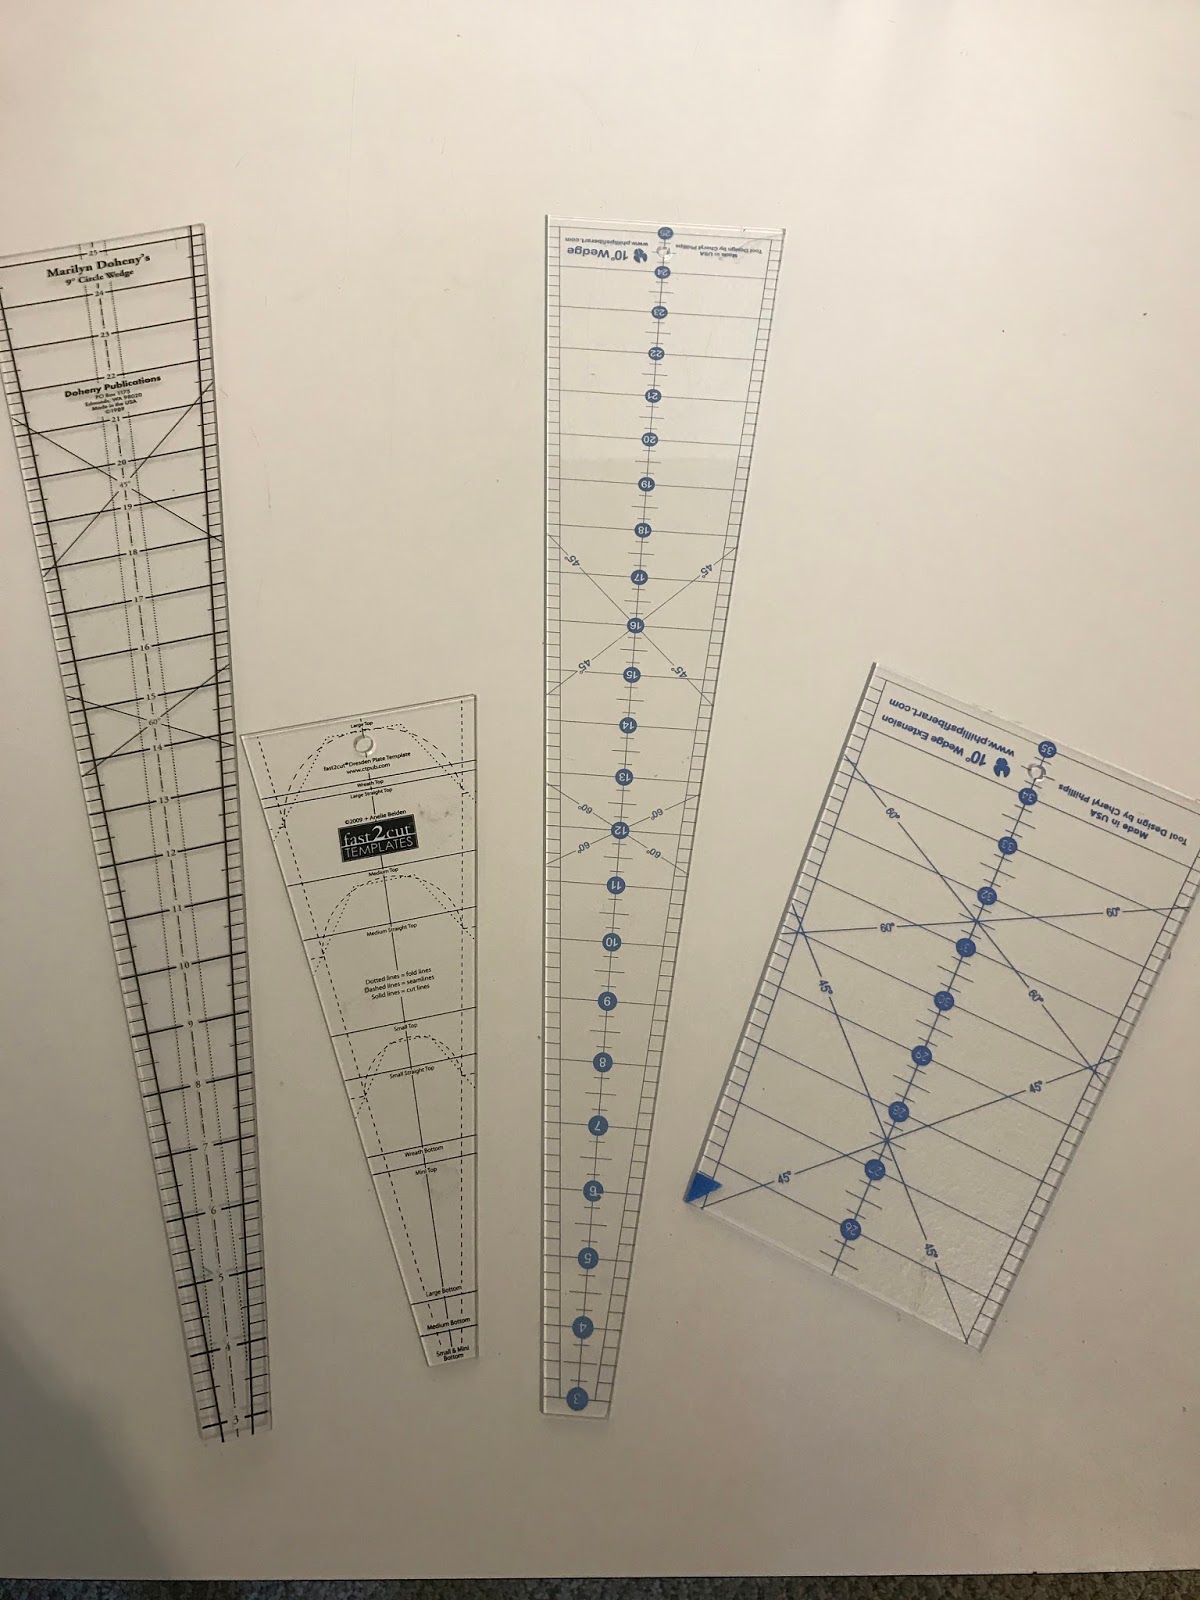 25
Marilyn Doheny's
9° Circle Wedge
24
23
22
Doheny Publications
PO Box 1175
Edmonds, WA 98020
Made in the USA
©1989
21
20
45°
19
18
17
16
15
60°
14
13
12
11
10
9
8
7
6
5
4
3
Large Top
fast2cut® Dresden Plate Template
www.ctpub.com
Wreath Top
Large Straight Top
©2009 • Anelie Belden
fast2cut
TEMPLATES
Medium Top
Medium Straight Top
Dotted lines = fold lines
Dashed lines = seamlines
Solid lines = cut lines
Small Top
Small Straight Top
Wreath Bottom
Mini Top
Large Bottom
Medium Bottom
Small & Mini
Bottom
3
4
5
6
7
8
9
10
11
60°
60°
12
60°
60°
13
14
15
45°
45°
16
45°
45°
17
18
19
20
21
22
23
24
10° Wedge
www.phillipsfiberart.com
Made in USA
Tool Design by Cheryl Phillips
25
45°
26
45°
27
28
45°
29
45°
30
60°
31
60°
60°
32
33
60°
34
Made in USA
Tool Design by Cheryl Phillips
10° Wedge Extension
www.phillipsfiberart.com
35